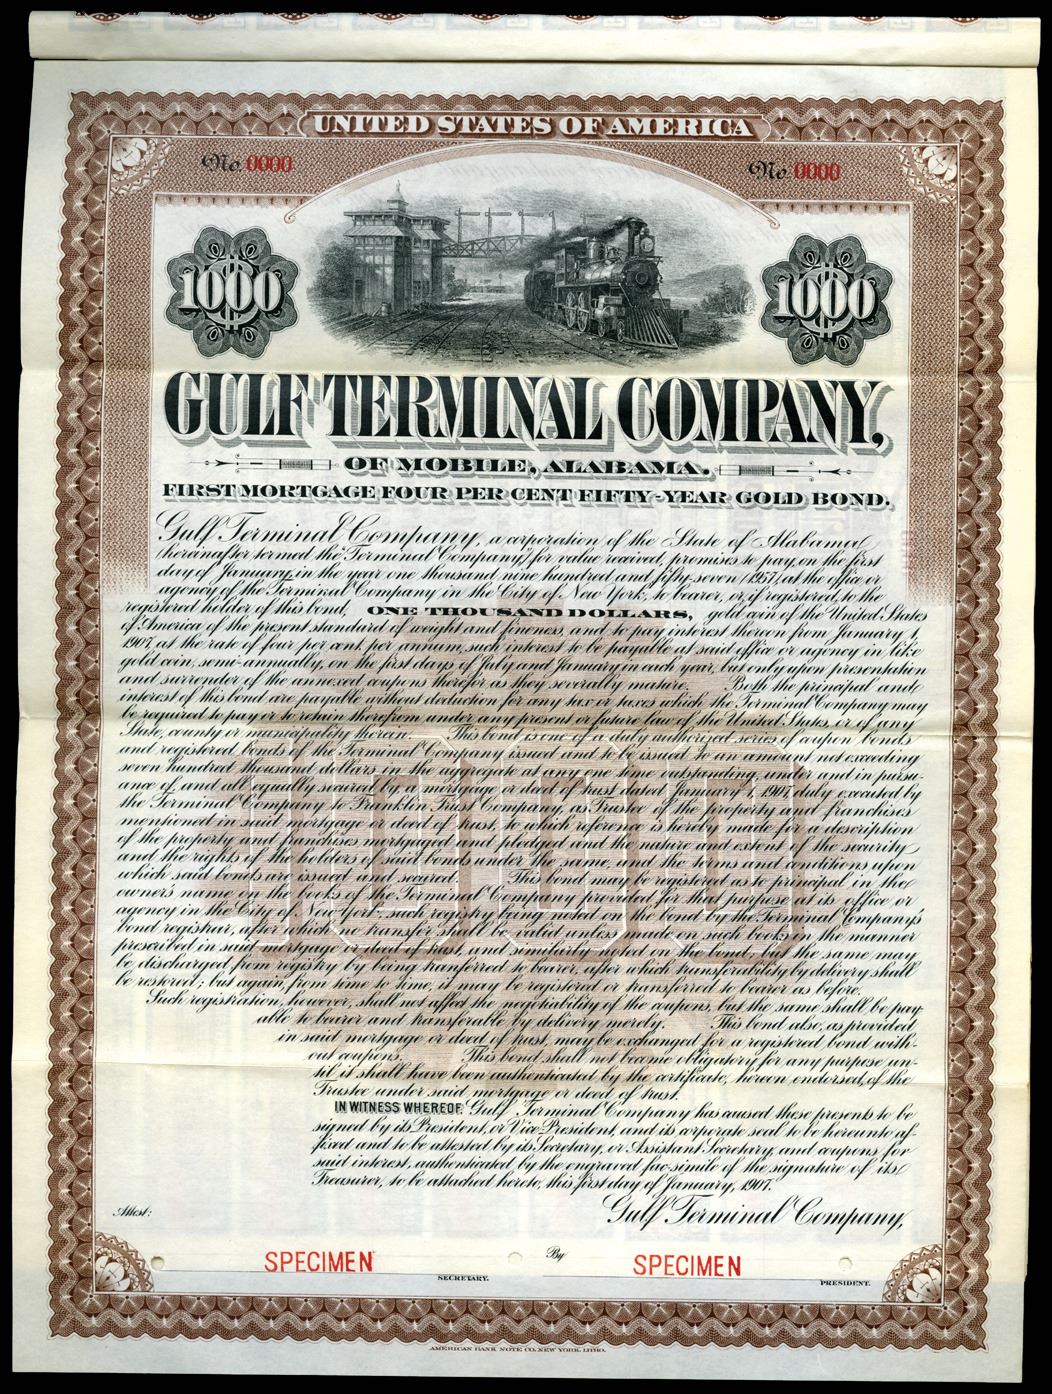 UNITED STATES OF AMERICA
No. 0000
No. 0000
1000
1000
GULF TERMINAL COMPANY,
OF MOBILE, ALABAMA.
FIRST MORTGAGE FOUR PER CENT FIFTY-YEAR GOLD BOND.
Gulf Terminal Company, a corporation of the State of Alabama
(hereinafter termed the "Terminal Company"), for value received, promises to pay, on the first
day of January, in the year one thousand nine hundred and fifty-seven (1957), at the office or
agency of the Terminal Company in the City of New York, to bearer, or, if registered, to the
registered holder of this bond, ONE THOUSAND DOLLARS, gold coin of the United States
of America of the present standard of weight and fineness and to pay interest thereon from January 1,
1907, at the rate of four per cent. per annum, such interest to be payable at said office or agency in like
gold coin, semi-annually, on the first days of July and January in each year, but only upon presentation
and surrender of the annexed coupons therefor as they severally mature. Both the principal and
interest of this bond are payable without deduction for any tax or taxes which the Terminal Company may
be required to pay or to retain therefrom under any present or future law of the United States, or of any
State, county or municipality therein. This bond is one of a duly authorized series of coupon bonds
and registered bonds of the Terminal Company issued and to be issued to an amount not exceeding
seven hundred thousand dollars, in the aggregate at any one time outstanding, under and in pursu-
ance of, and all equally secured by, a mortgage or deed of trust dated January 1, 1907, duly executed by
the Terminal Company to Franklin Trust Company, as Trustee of the property and franchises
mentioned in said mortgage or deed of trust, to which reference is hereby made for a description
of the property and franchises mortgaged and pledged and the nature and extent of the security
and the rights of the holders of said bonds under the same, and the terms and conditions upon
which said bonds are issued and secured. This bond may be registered as to principal in the
owner's name on the books of the Terminal Company provided for that purpose at its office or
agency in the City of New York, such registry being noted on the bond by the Terminal Company's
bond registrar, after which no transfer shall be valid unless made on such books in the manner
prescribed in said mortgage or deed of trust, and similarly noted on the bond; but the same may
be discharged from registry by being transferred to bearer, after which transferability by delivery shall
be restored; but again, from time to time, it may be registered or transferred to bearer as before.
Such registration, however, shall not affect the negotiability of the coupons, but the same shall be pay
able to bearer and transferable by delivery merely. This bond also, as provided
in said mortgage or deed of trust, may be exchanged for a registered bond with-
out coupons. This bond shall not become obligatory for any purpose un-
til it shall have been authenticated by the certificate, hereon endorsed, of the
Trustee under said mortgage or deed of trust.
IN WITNESS WHEREOF, Gulf Terminal Company has caused these presents to be
signed by its President, or Vice-President, and its corporate seal to be hereunto af-
fixed and to be attested by its Secretary, or Assistant Secretary, and coupons for
said interest, authenticated by the engraved fac-simile of the signature of its
Treasurer, to be attached hereto, this first day of January, 1907.
Attest:
Gulf Terminal Company,
SPECIMEN
By
SPECIMEN
SECRETARY.
PRESIDENT.
AMERICAN BANK NOTE CO. NEW YORK. LITHO.